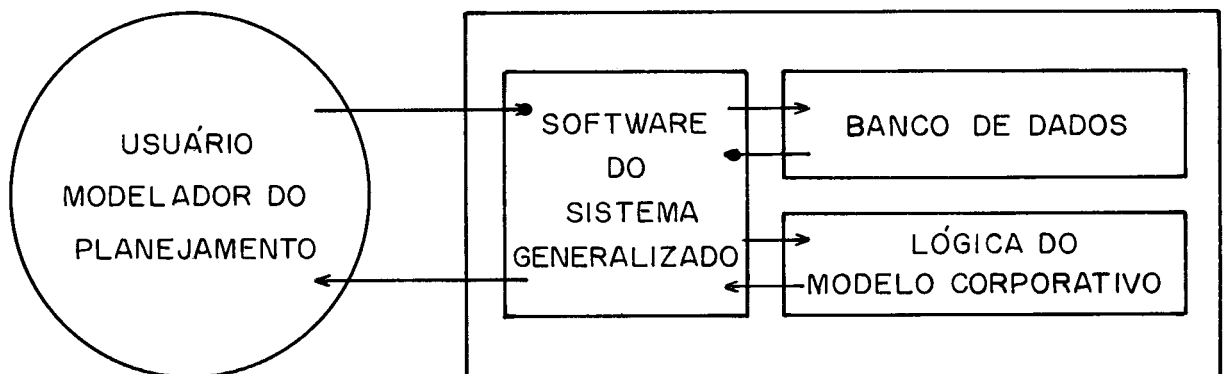 USUÁRIO
MODELADOR DO
PLANEJAMENTO
SOFTWARE
DO
SISTEMA
GENERALIZADO
BANCO DE DADOS
LÓGICA DO
MODELO CORPORATIVO